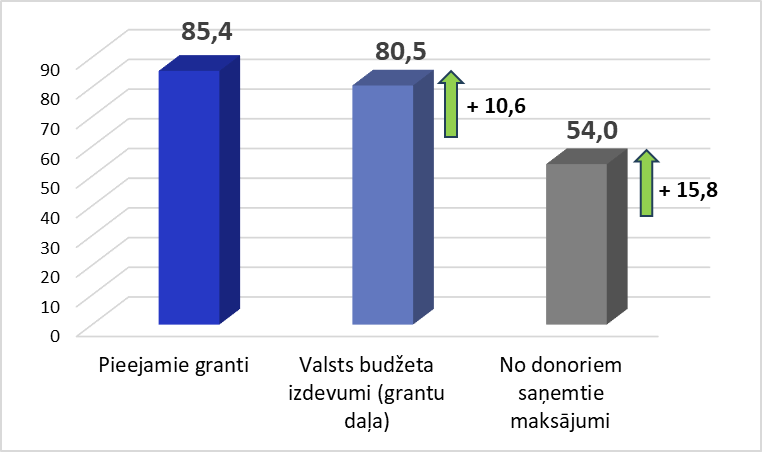 85,4
80,5
+ 10,6
54,0
+ 15,8
90
80
70
60
50
40
30
20
10
0
Pieejamie granti
Valsts budžeta
izdevumi (grantu
daļa)
No donoriem
saņemtie
maksājumi